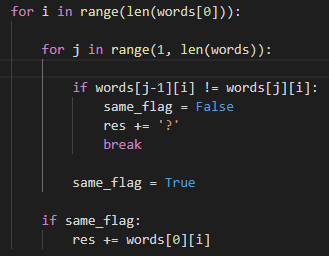 for i in range(len(words[0])):
    for j in range(1, len(words)):
        if words[j-1][i] != words[j][i]:
            same_flag = False
            res += '?'
            break
        same_flag = True
    if same_flag:
        res += words[0][i]